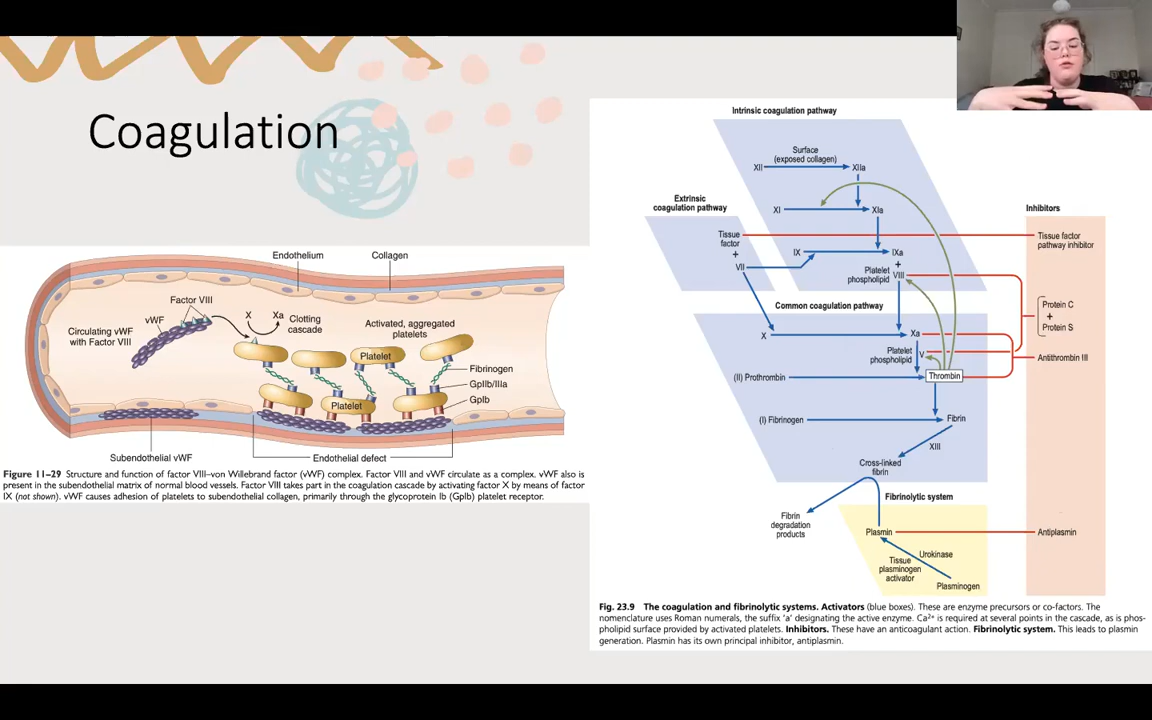 Coagulation
Endothelium
Collagen
Factor VIII
vWF
Circulating vWF
with Factor VIII
X
Xa
Clotting
cascade
Activated, aggregated
platelets
Platelet
Fibrinogen
GpIIb/IIIa
GpIb
Platelet
Subendothelial vWF
Endothelial defect
Figure 11–29 Structure and function of factor VIII–von Willebrand factor (vWF) complex. Factor VIII and vWF circulate as a complex. vWF also is
present in the subendothelial matrix of normal blood vessels. Factor VIII takes part in the coagulation cascade by activating factor X by means of factor
IX (not shown). vWF causes adhesion of platelets to subendothelial collagen, primarily through the glycoprotein Ib (GpIb) platelet receptor.
Intrinsic coagulation pathway
Surface
(exposed collagen)
XII
XIIa
Extrinsic
coagulation pathway
XI
XIa
Inhibitors
Tissue
factor
+
VII
IX
IXa
+
Platelet
phospholipid
VIII
Tissue factor
pathway inhibitor
Common coagulation pathway
Protein C
+
Protein S
X
Xa
Platelet
phospholipid
V
Antithrombin III
(II) Prothrombin
Thrombin
(I) Fibrinogen
Fibrin
XIII
Cross-linked
fibrin
Fibrinolytic system
Fibrin
degradation
products
Plasmin
Antiplasmin
Urokinase
Tissue
plasminogen
activator
Plasminogen
Fig. 23.9 The coagulation and fibrinolytic systems. Activators (blue boxes). These are enzyme precursors or co-factors. The
nomenclature uses Roman numerals, the suffix ‘a’ designating the active enzyme. Ca²⁺ is required at several points in the cascade, as is phos-
pholipid surface provided by activated platelets. Inhibitors. These have an anticoagulant action. Fibrinolytic system. This leads to plasmin
generation. Plasmin has its own principal inhibitor, antiplasmin.